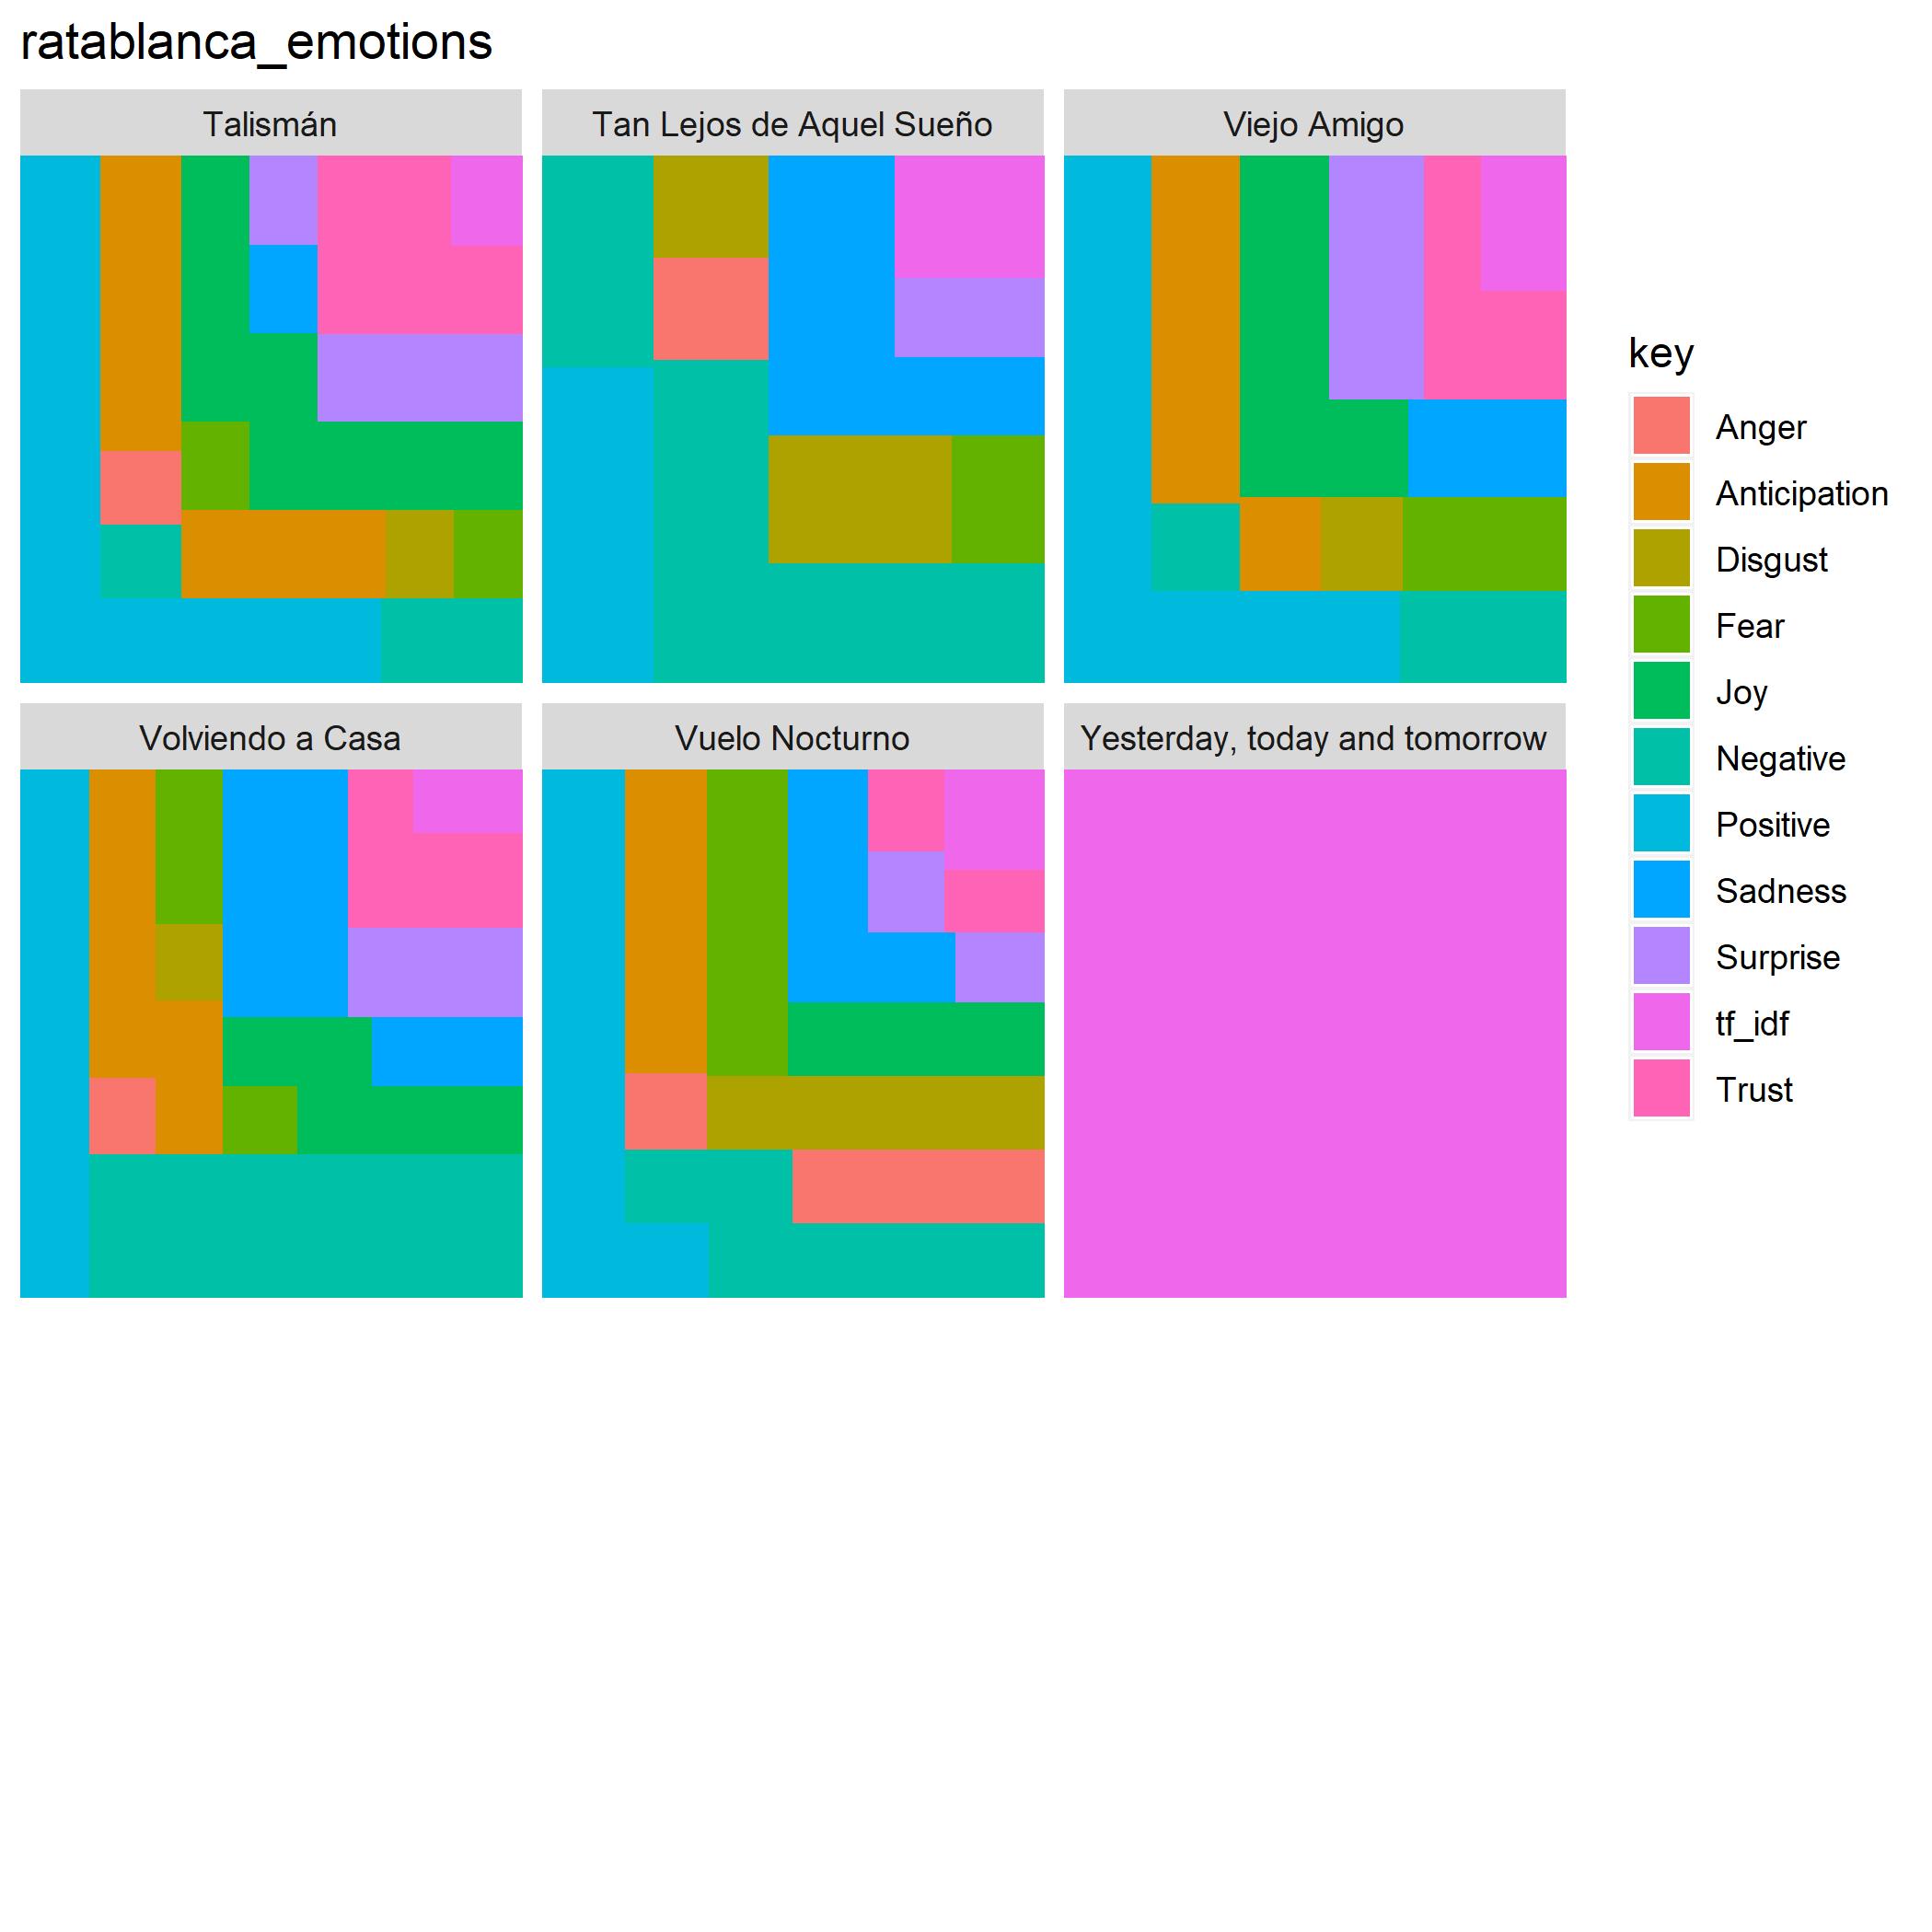 ratablanca_emotions
Talismán
Tan Lejos de Aquel Sueño
Viejo Amigo
Volviendo a Casa
Vuelo Nocturno
Yesterday, today and tomorrow
key
Anger
Anticipation
Disgust
Fear
Joy
Negative
Positive
Sadness
Surprise
tf_idf
Trust